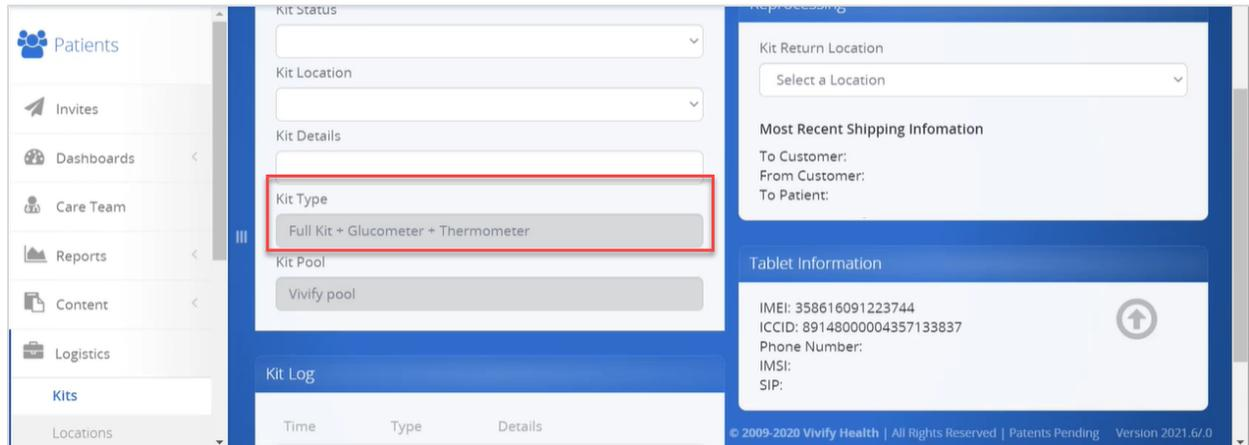 Patients
Invites
Dashboards
Care Team
Reports
Content
Logistics
Kits
Locations
Kit Status
Kit Location
Kit Details
Kit Type
Full Kit + Glucometer + Thermometer
Kit Pool
Vivify pool
Kit Log
Time Type Details
Reprocessing
Kit Return Location
Select a Location
Most Recent Shipping Infomation
To Customer:
From Customer:
To Patient:
Tablet Information
IMEI: 358616091223744
ICCID: 89148000004357133837
Phone Number:
IMSI:
SIP:
© 2009-2020 Vivify Health | All Rights Reserved | Patents Pending Version 2021.6/.0